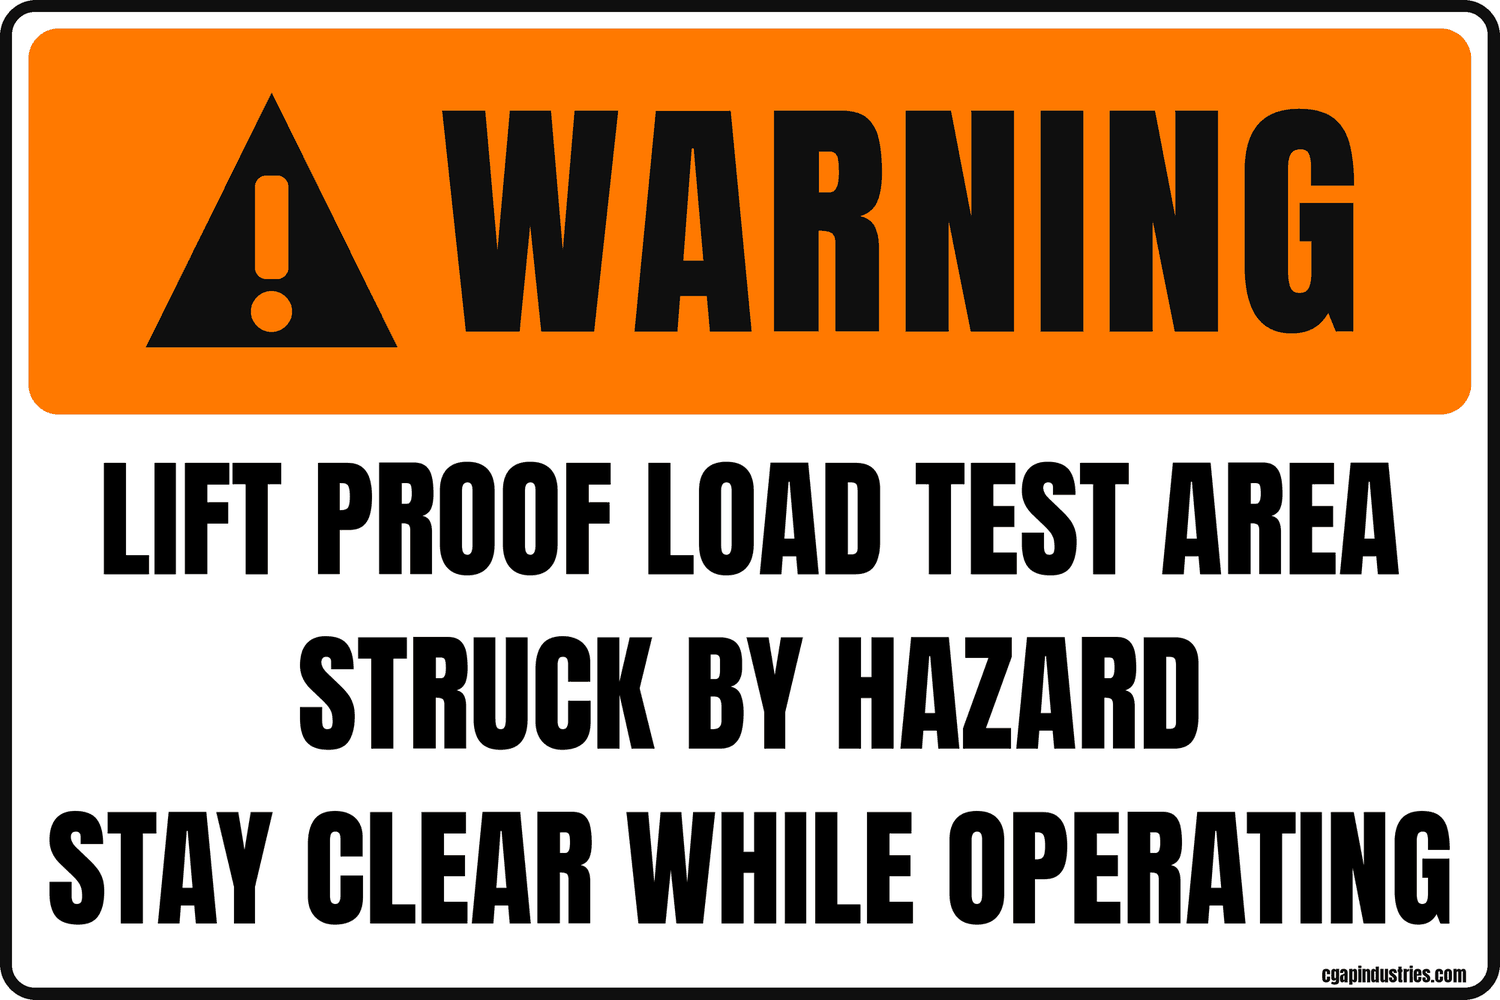 WARNING
LIFT PROOF LOAD TEST AREA
STRUCK BY HAZARD
STAY CLEAR WHILE OPERATING
cgapindustries.com